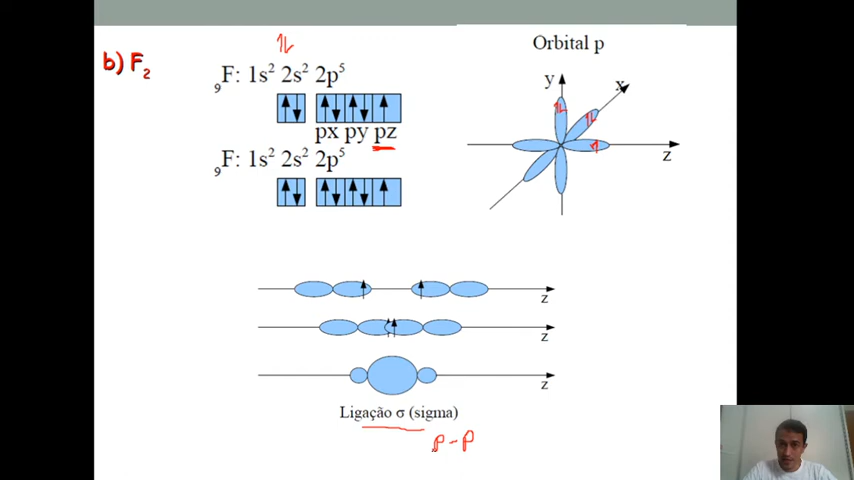 b) F2
⥮
9F: 1s2 2s2 2p5
px py pz
9F: 1s2 2s2 2p5
Orbital p
y
x
z
z
z
z
Ligação σ (sigma)
p-p